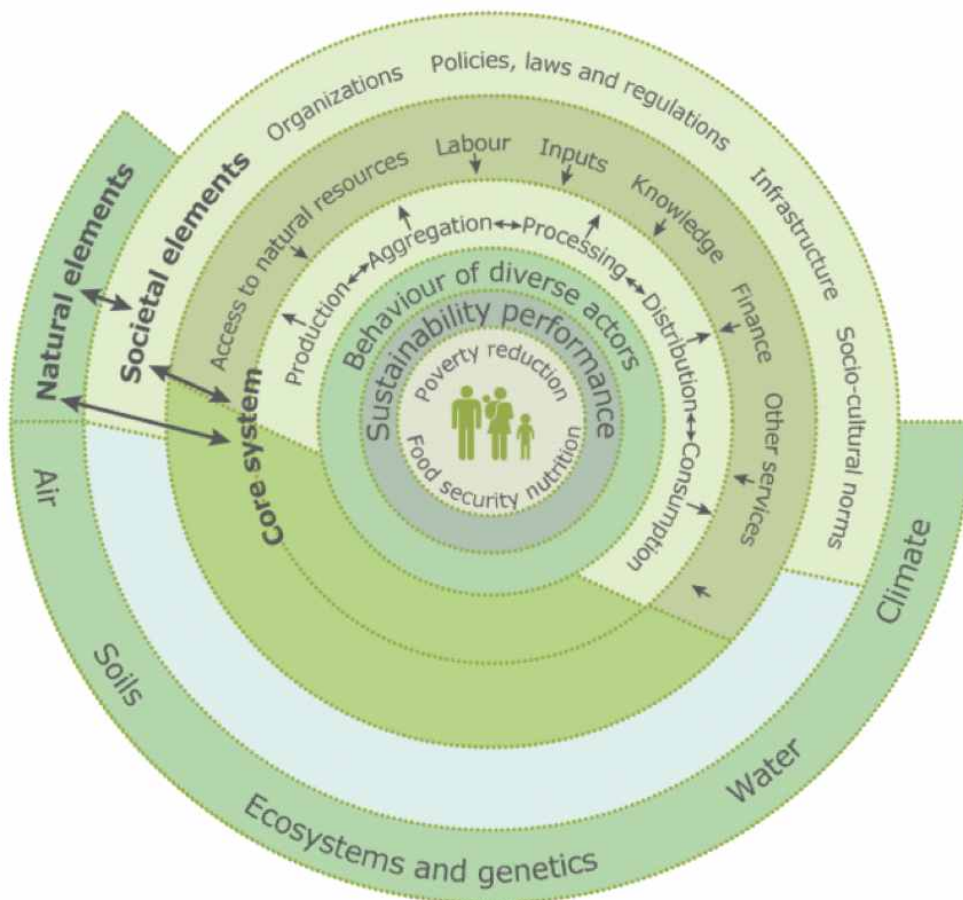 Policies, laws and regulations
Organizations
Infrastructure
Socio-cultural norms
Societal elements
Natural elements
Access to natural resources
Labour
Inputs
Knowledge
Finance
Other services
Core system
Production
Aggregation
Processing
Distribution
Consumption
Behaviour of diverse actors
Sustainability performance
Poverty reduction
Food security nutrition
Air
Soils
Ecosystems and genetics
Water
Climate